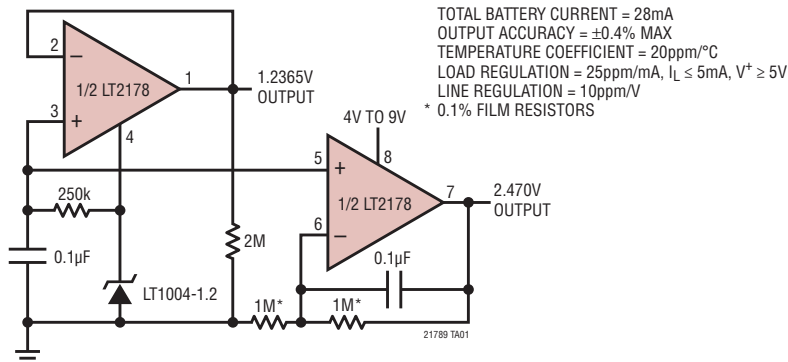 TOTAL BATTERY CURRENT = 28mA
OUTPUT ACCURACY = ±0.4% MAX
TEMPERATURE COEFFICIENT = 20ppm/°C
LOAD REGULATION = 25ppm/mA, IL ≤ 5mA, V+ ≥ 5V
LINE REGULATION = 10ppm/V
* 0.1% FILM RESISTORS
2
–
1/2 LT2178
1
1.2365V
OUTPUT
3
+
4
4V TO 9V
8
5
+
1/2 LT2178
7
2.470V
OUTPUT
6
–
250k
2M
0.1µF
0.1µF
LT1004-1.2
1M*
1M*
21789 TA01